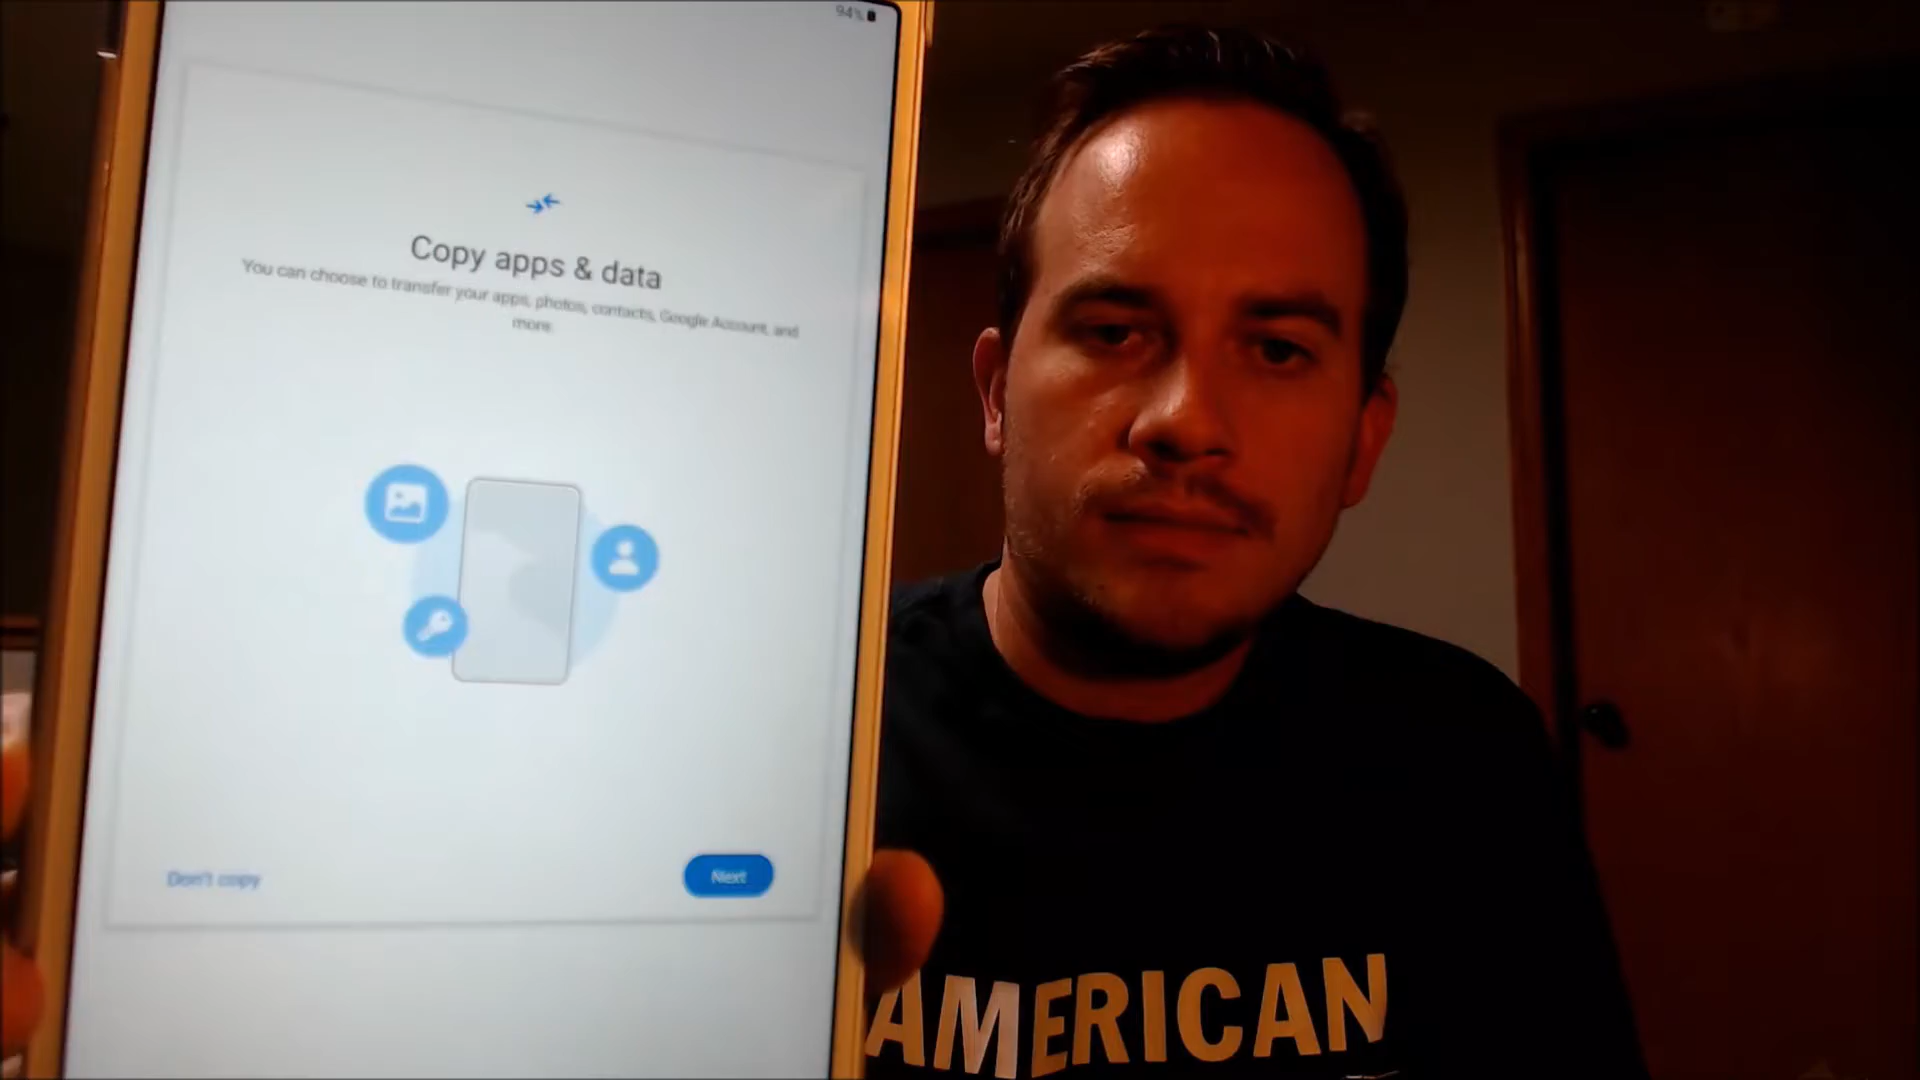 94%
Copy apps & data
You can choose to transfer your apps, photos, contacts, Google Account, and
more.
Don't copy
Next
AMERICAN